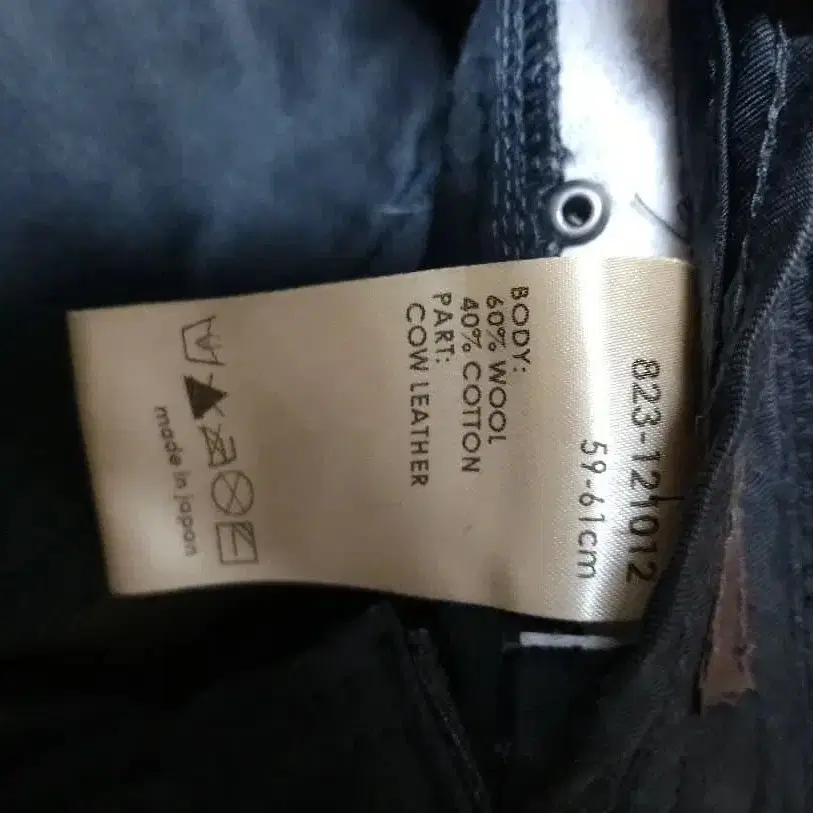 823-121012
59-61cm
BODY:
60% WOOL
40% COTTON
PART:
COW LEATHER
made in japan